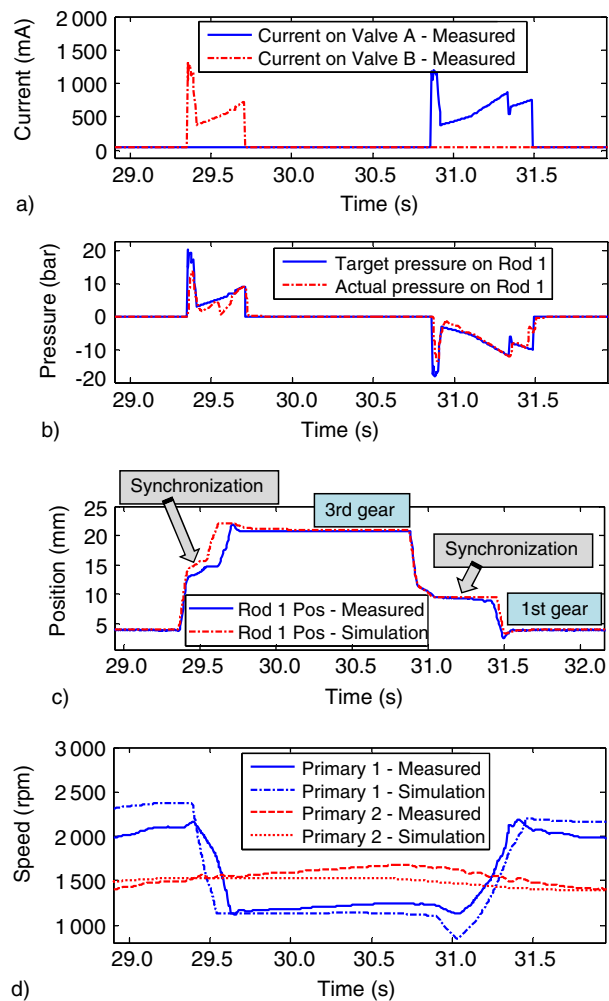 2 000
1500
1000
500
0
Current (mA)
Current on Valve A - Measured
Current on Valve B - Measured
29.0 29.5 30.0 30.5 31.0 31.5
Time (s)
a)
20
10
0
-10
-20
Pressure (bar)
Target pressure on Rod 1
Actual pressure on Rod 1
29.0 29.5 30.0 30.5 31.0 31.5
Time (s)
b)
Synchronization
25
20
15
10
5
Position (mm)
3rd gear
Synchronization
1st gear
Rod 1 Pos - Measured
Rod 1 Pos - Simulation
29.0 29.5 30.0 30.5 31.0 31.5 32.0
Time (s)
c)
3 000
2 500
2 000
1 500
1 000
Speed (rpm)
Primary 1 - Measured
Primary 1 - Simulation
Primary 2 - Measured
Primary 2 - Simulation
29.0 29.5 30.0 30.5 31.0 31.5
Time (s)
d)